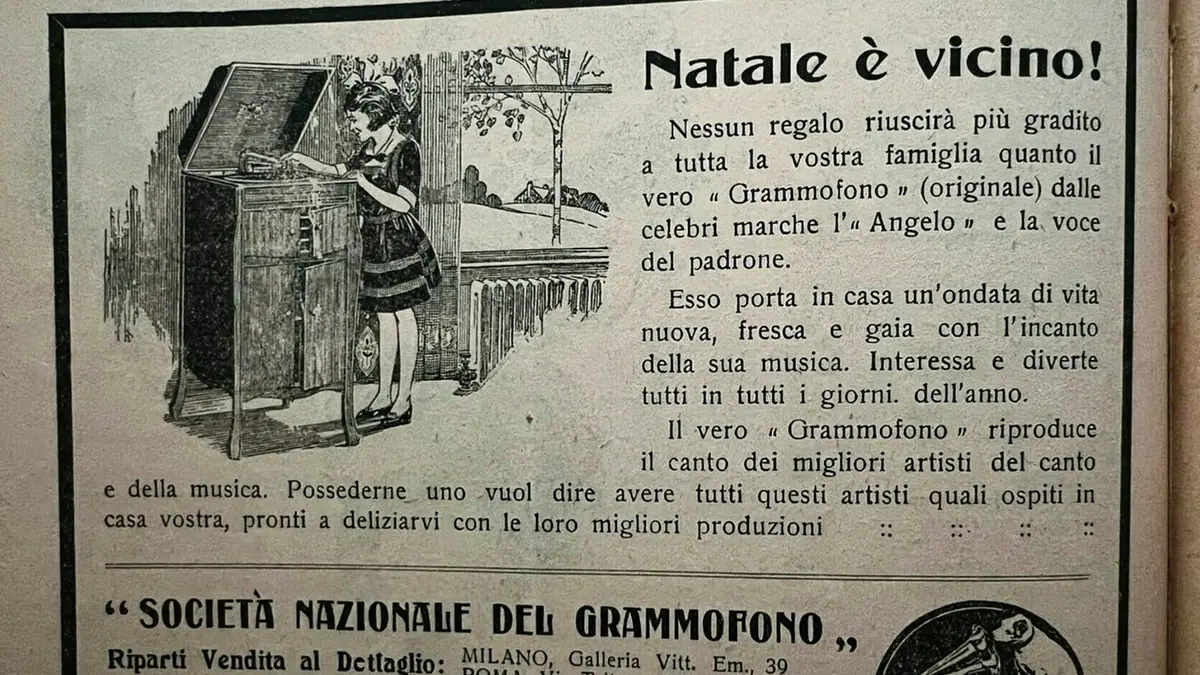 Natale è vicino!
Nessun regalo riuscirà più gradito
a tutta la vostra famiglia quanto il
vero “ Grammofono ” (originale) dalle
celebri marche l'“ Angelo ” e la voce
del padrone.
Esso porta in casa un'ondata di vita
nuova, fresca e gaia con l'incanto
della sua musica. Interessa e diverte
tutti in tutti i giorni. dell'anno.
Il vero “ Grammofono ” riproduce
il canto dei migliori artisti del canto
e della musica. Possederne uno vuol dire avere tutti questi artisti quali ospiti in
casa vostra, pronti a deliziarvi con le loro migliori produzioni :: :: :: ::
“ SOCIETÀ NAZIONALE DEL GRAMMOFONO „
Riparti Vendita al Dettaglio: MILANO, Galleria Vitt. Em., 39